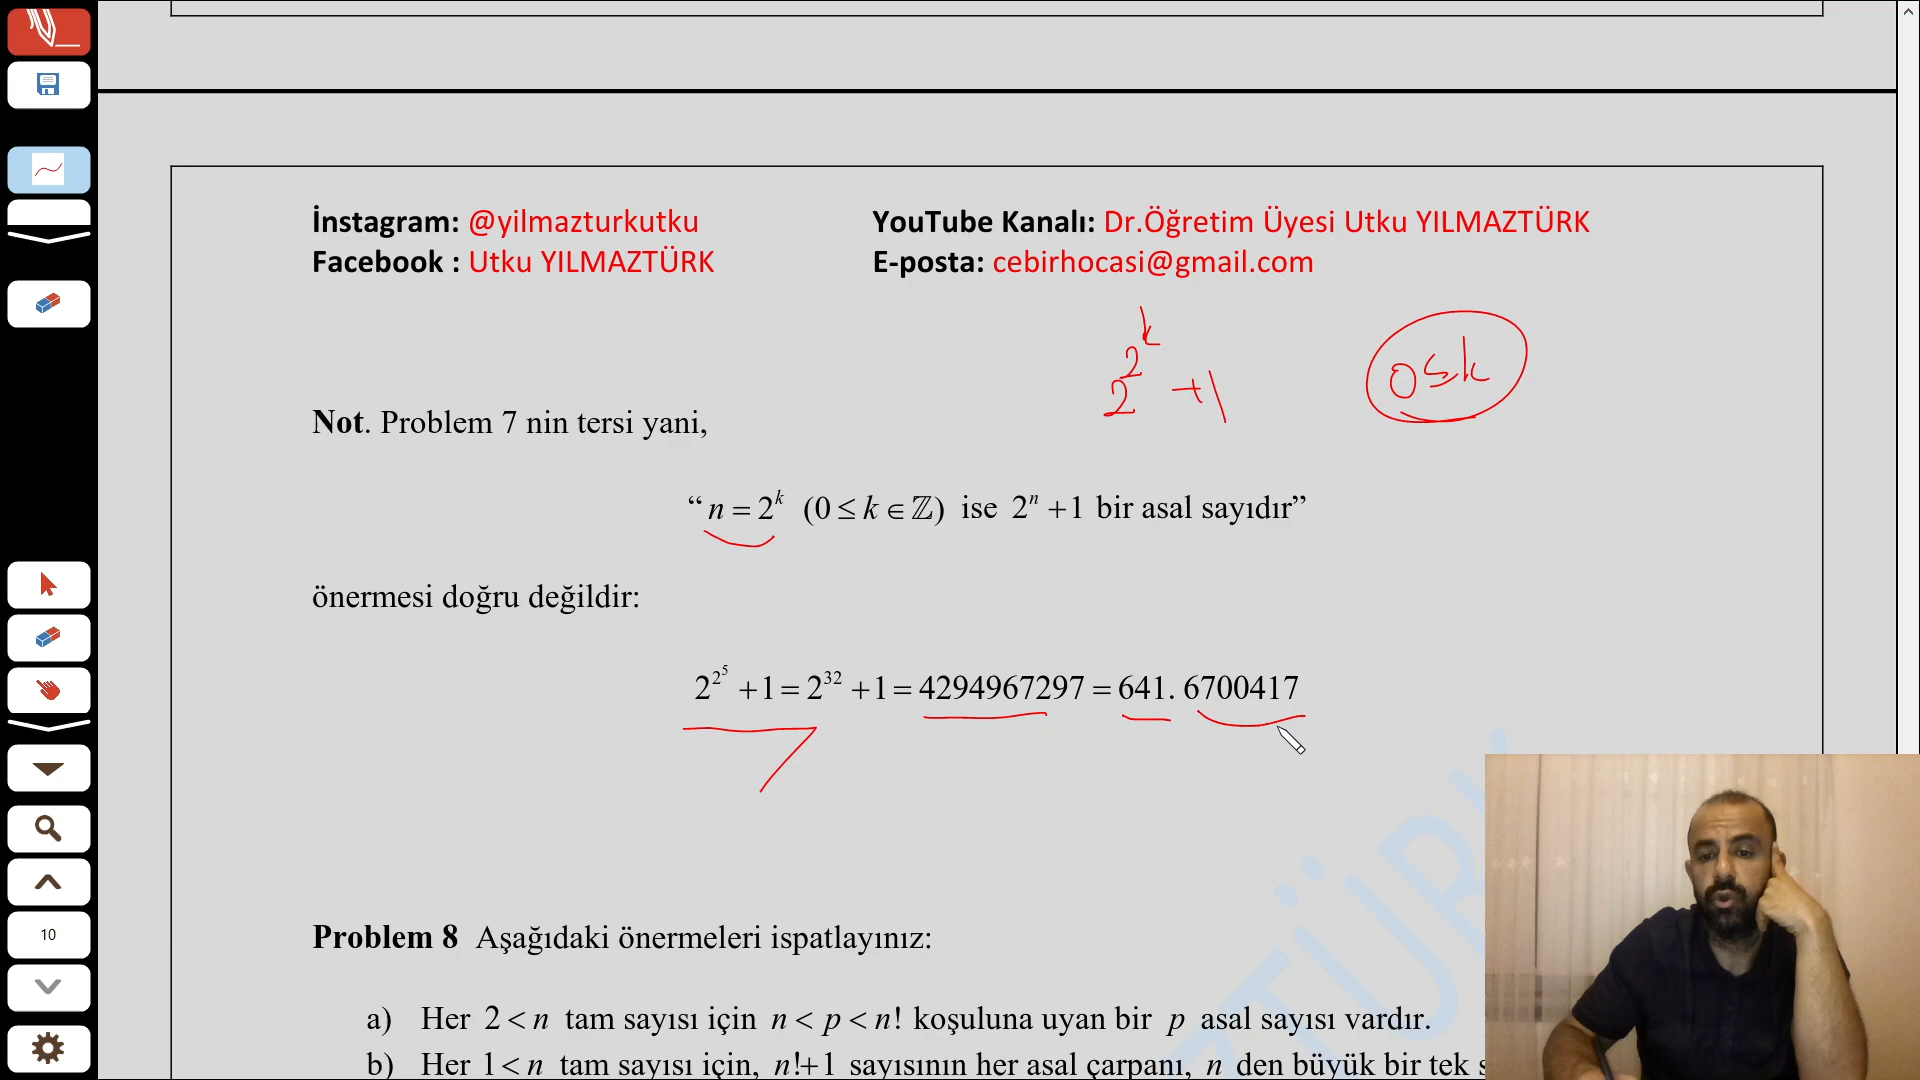 İnstagram: @yilmazturkutku YouTube Kanalı: Dr.Öğretim Üyesi Utku YILMAZTÜRK
Facebook : Utku YILMAZTÜRK E-posta: cebirhocasi@gmail.com
2^2^k +1 0≤k
Not. Problem 7 nin tersi yani,
“ n = 2^k (0 ≤ k ∈ ℤ) ise 2^n +1 bir asal sayıdır”
önermesi doğru değildir:
2^2^5 +1 = 2^32 +1 = 4294967297 = 641. 6700417
Problem 8 Aşağıdaki önermeleri ispatlayınız:
a) Her 2 < n tam sayısı için n < p < n! koşuluna uyan bir p asal sayısı vardır.
b) Her 1 < n tam sayısı için, n!+1 sayısının her asal çarpanı, n den büyük bir tek
10